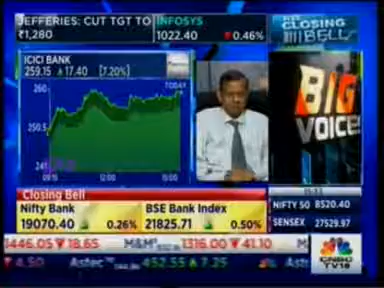 JEFFERIES: CUT TGT TO
₹1,280
INFOSYS
1022.40 ▼0.46%
CLOSING
BELL
ICICI BANK
259.15 ▲17.40 [7.20%]
TODAY
260
250.5
09:15 12:00 15:00
BIG
VOICES
Closing Bell
Nifty Bank
19070.40 ▲ 0.26%
BSE Bank Index
21825.71 ▲ 0.50%
NIFTY 50 8520.40
SENSEX 27529.97
1446.05 ▼18.65 M&M 1316.00 ▼41.10
▼4.50 Astec 452.55 ▲7.25
CNBC
TV18